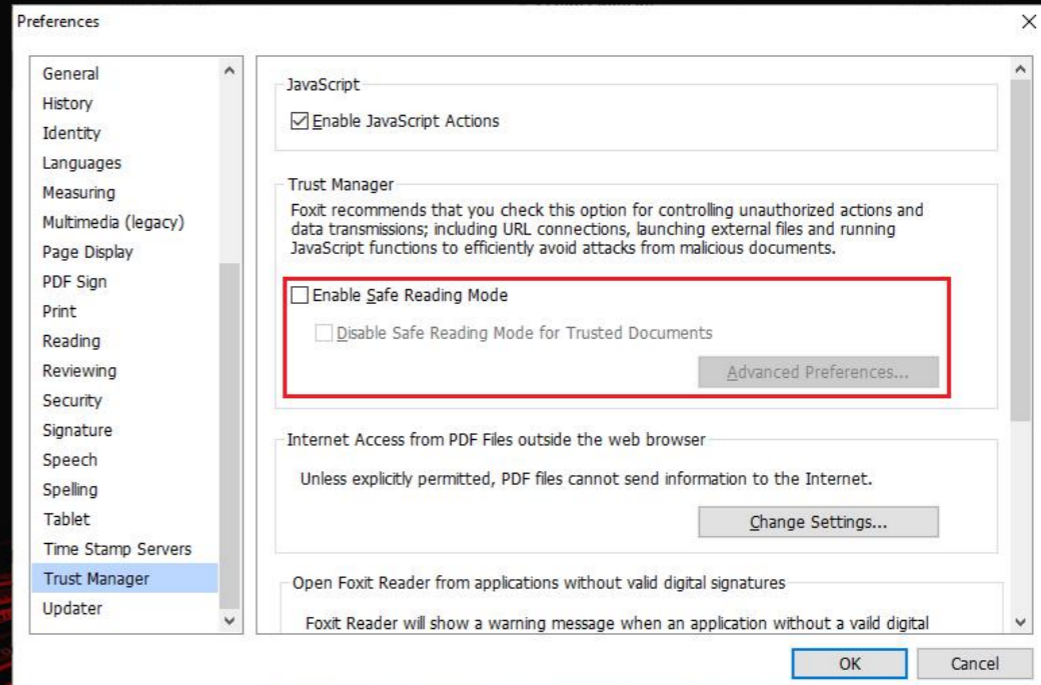 Preferences
General
History
Identity
Languages
Measuring
Multimedia (legacy)
Page Display
PDF Sign
Print
Reading
Reviewing
Security
Signature
Speech
Spelling
Tablet
Time Stamp Servers
Trust Manager
Updater
JavaScript
Enable JavaScript Actions
Trust Manager
Foxit recommends that you check this option for controlling unauthorized actions and
data transmissions; including URL connections, launching external files and running
JavaScript functions to efficiently avoid attacks from malicious documents.
Enable Safe Reading Mode
Disable Safe Reading Mode for Trusted Documents
Advanced Preferences...
Internet Access from PDF Files outside the web browser
Unless explicitly permitted, PDF files cannot send information to the Internet.
Change Settings...
Open Foxit Reader from applications without valid digital signatures
Foxit Reader will show a warning message when an application without a vaild digital
OK
Cancel